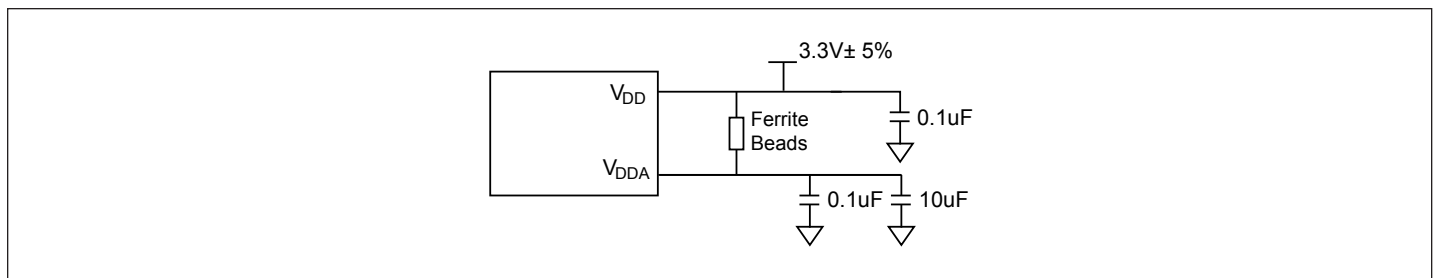 3.3V± 5%
VDD
Ferrite
Beads
0.1uF
VDDA
0.1uF
10uF